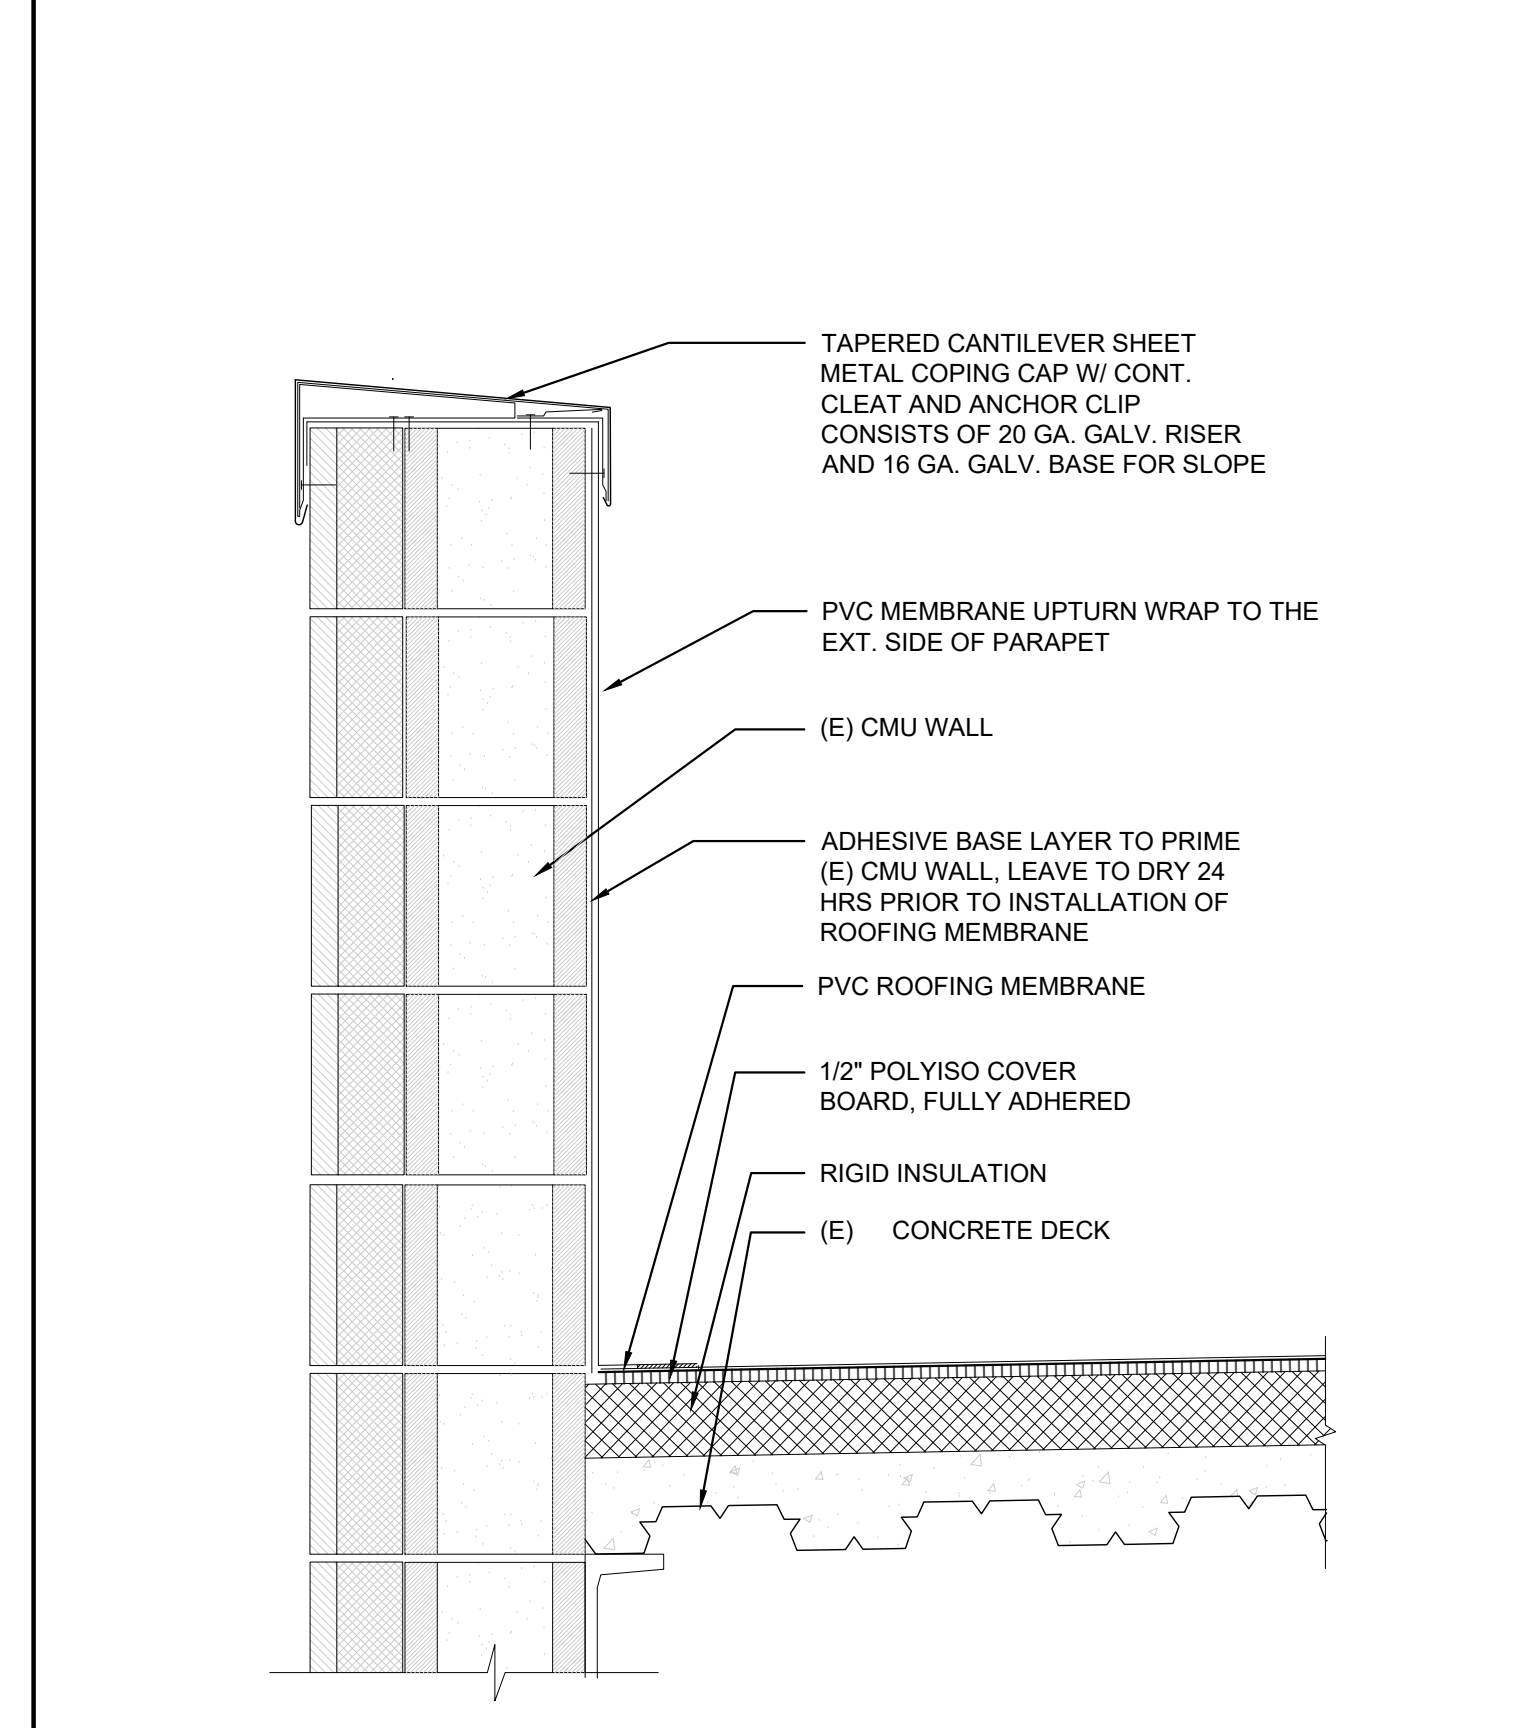 TAPERED CANTILEVER SHEET
METAL COPING CAP W/ CONT.
CLEAT AND ANCHOR CLIP
CONSISTS OF 20 GA. GALV. RISER
AND 16 GA. GALV. BASE FOR SLOPE
PVC MEMBRANE UPTURN WRAP TO THE
EXT. SIDE OF PARAPET
(E) CMU WALL
ADHESIVE BASE LAYER TO PRIME
(E) CMU WALL, LEAVE TO DRY 24
HRS PRIOR TO INSTALLATION OF
ROOFING MEMBRANE
PVC ROOFING MEMBRANE
1/2" POLYISO COVER
BOARD, FULLY ADHERED
RIGID INSULATION
(E) CONCRETE DECK